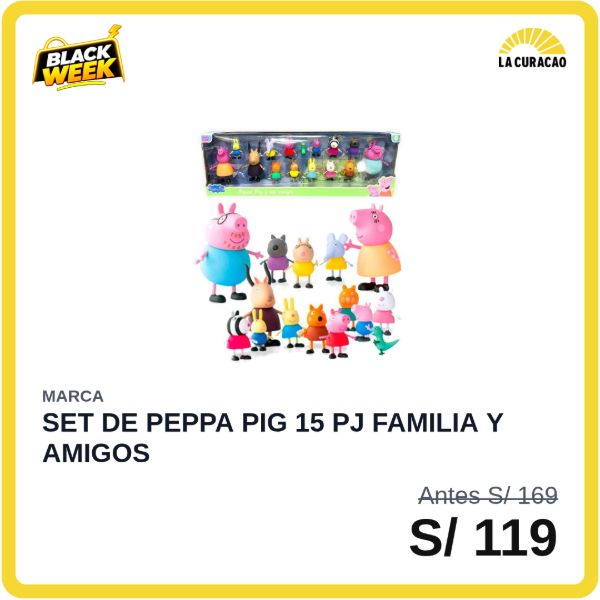 BLACK
WEEK
LA CURACAO
MARCA
SET DE PEPPA PIG 15 PJ FAMILIA Y
AMIGOS
Antes S/ 169
S/ 119